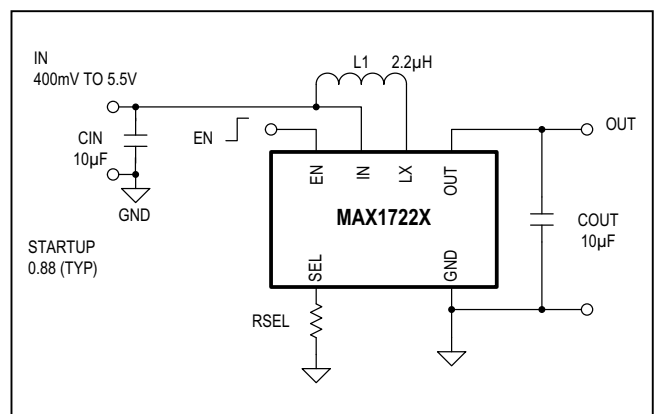 IN
400mV TO 5.5V
L1 2.2µH
CIN
10µF
EN
GND
EN
IN
LX
OUT
OUT
MAX1722X
SEL
GND
COUT
10µF
STARTUP
0.88 (TYP)
RSEL